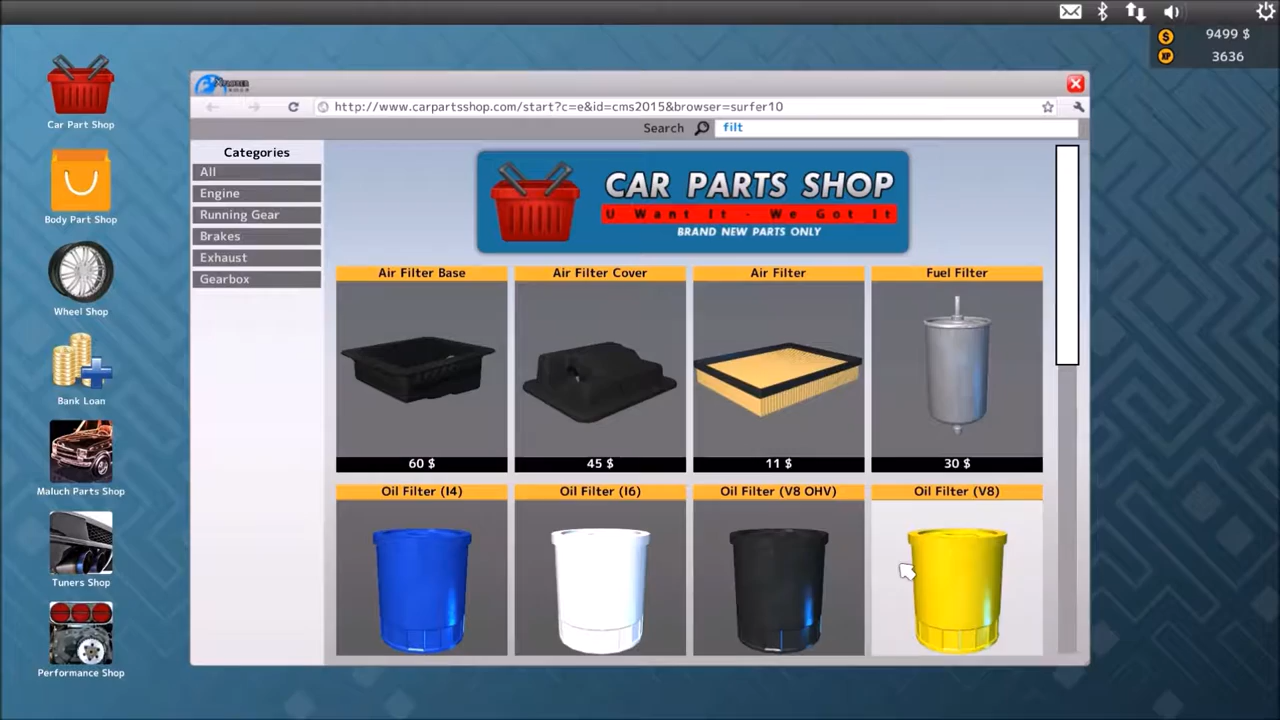 9499 $
3636
Car Part Shop
Body Part Shop
Wheel Shop
Bank Loan
Maluch Parts Shop
Tuners Shop
Performance Shop
http://www.carpartsshop.com/start?c=e&id=cms2015&browser=surfer10
Search filt
Categories
All
Engine
Running Gear
Brakes
Exhaust
Gearbox
CAR PARTS SHOP
U Want It - We Got It
BRAND NEW PARTS ONLY
Air Filter Base
60 $
Air Filter Cover
45 $
Air Filter
11 $
Fuel Filter
30 $
Oil Filter (I4)
Oil Filter (I6)
Oil Filter (V8 OHV)
Oil Filter (V8)